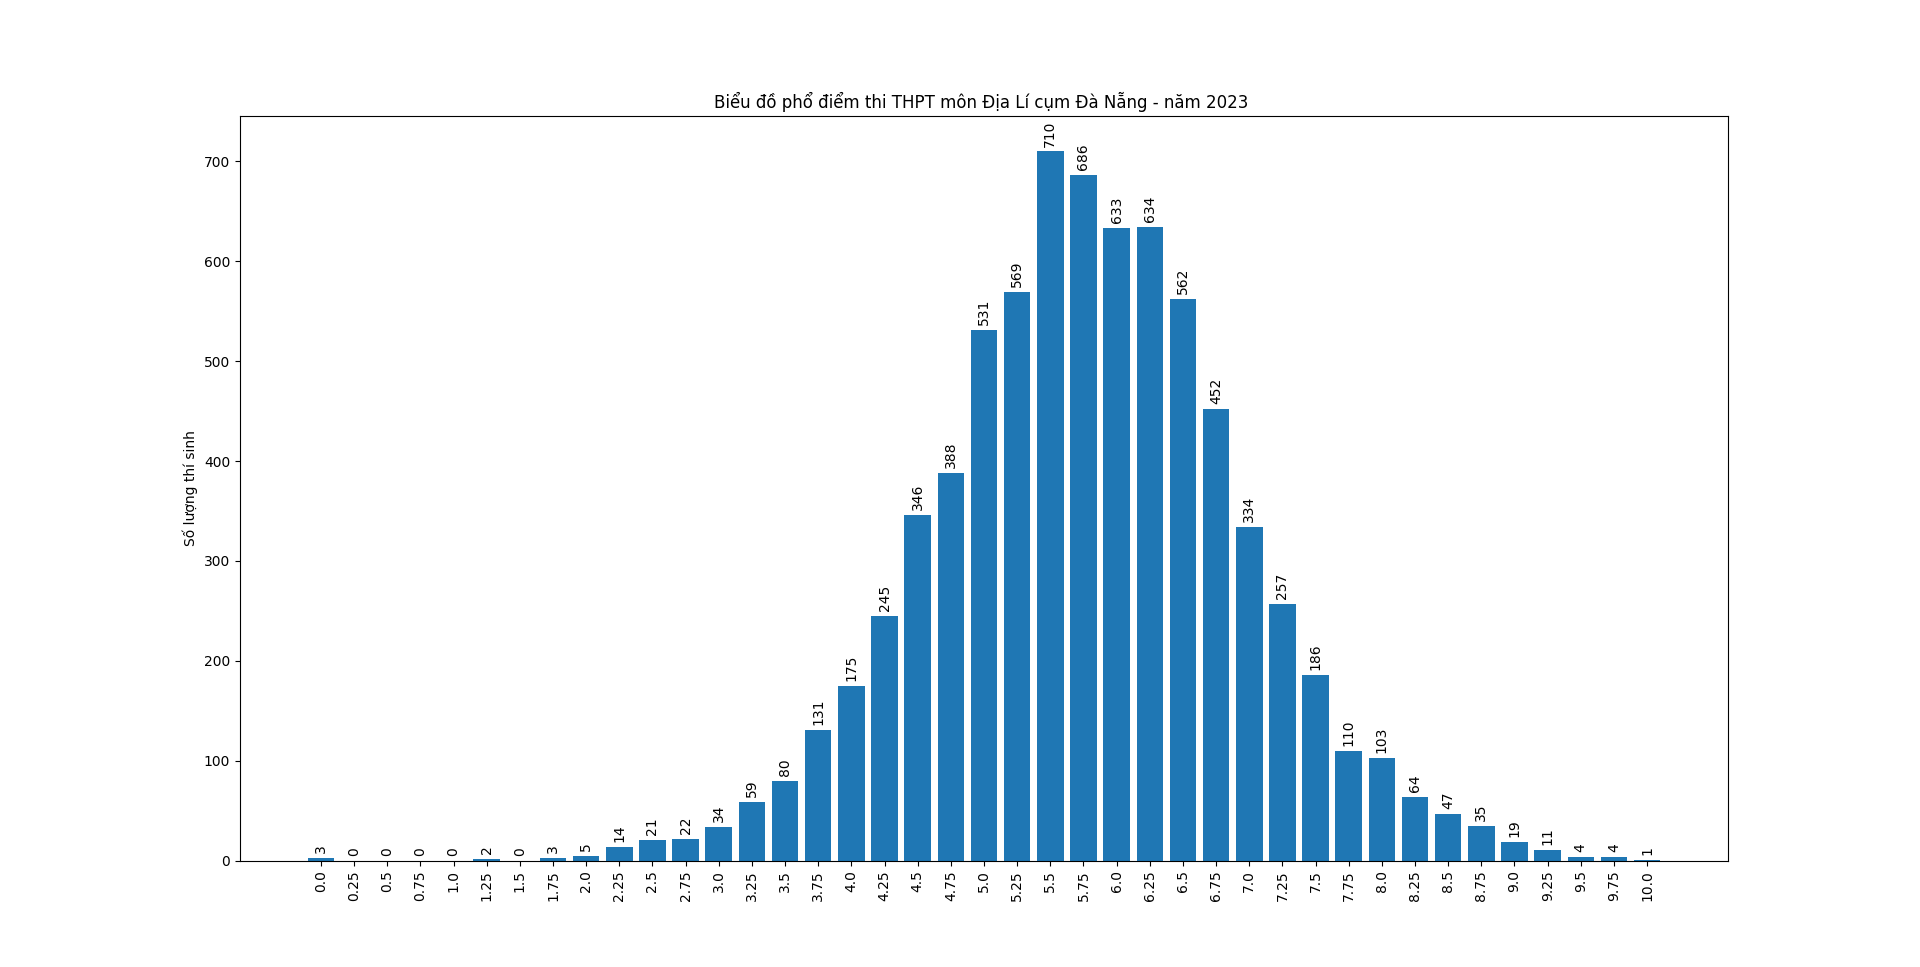 Biểu đồ phổ điểm thi THPT môn Địa Lí cụm Đà Nẵng - năm 2023
Số lượng thí sinh
700
600
500
400
300
200
100
0
3 0 0 0 0 2 0 3 5 14 21 22 34 59 80 131 175 245 346 388 531 569 710 686 633 634 562 452 334 257 186 110 103 64 47 35 19 11 4 4 1
0.0 0.25 0.5 0.75 1.0 1.25 1.5 1.75 2.0 2.25 2.5 2.75 3.0 3.25 3.5 3.75 4.0 4.25 4.5 4.75 5.0 5.25 5.5 5.75 6.0 6.25 6.5 6.75 7.0 7.25 7.5 7.75 8.0 8.25 8.5 8.75 9.0 9.25 9.5 9.75 10.0